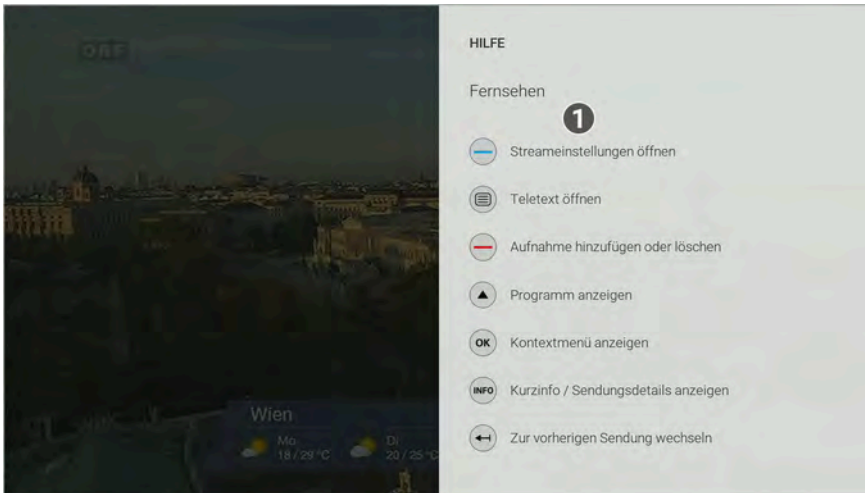 ORF
HILFE
Fernsehen
1
Streameinstellungen öffnen
Teletext öffnen
Aufnahme hinzufügen oder löschen
Programm anzeigen
OK Kontextmenü anzeigen
INFO Kurzinfo / Sendungsdetails anzeigen
Zur vorherigen Sendung wechseln
Wien
Mo Di
18 / 29 °C 20 / 25 °C